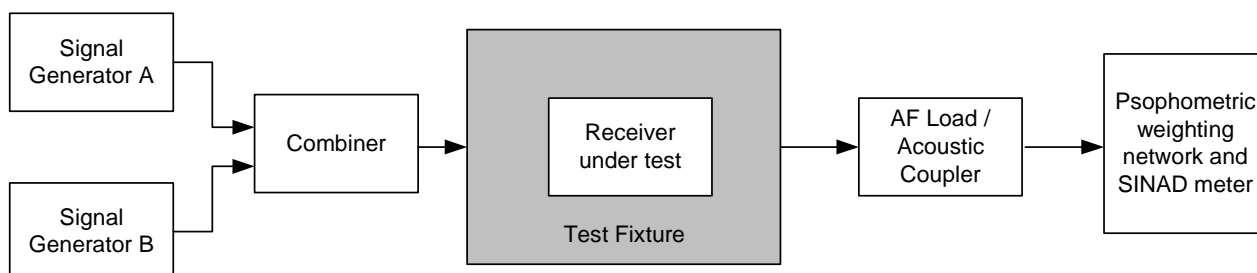 Signal
Generator A
Signal
Generator B
Combiner
Receiver
under test
Test Fixture
AF Load /
Acoustic
Coupler
Psophometric
weighting
network and
SINAD meter